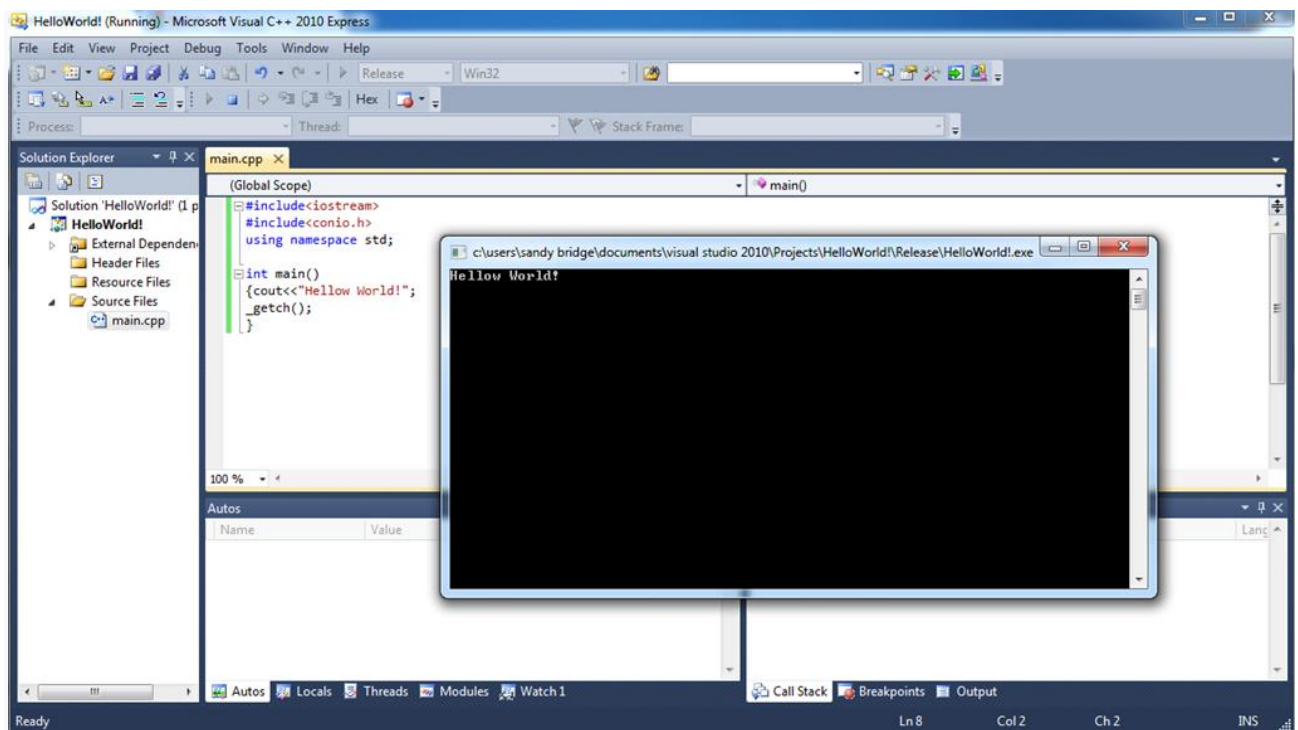 HelloWorld! (Running) - Microsoft Visual C++ 2010 Express
File Edit View Project Debug Tools Window Help
Release Win32
Hex
Process: Thread: Stack Frame:
Solution Explorer
main.cpp
(Global Scope) main()
Solution 'HelloWorld!' (1 p
HelloWorld!
External Dependen
Header Files
Resource Files
Source Files
main.cpp
#include<iostream>
#include<conio.h>
using namespace std;
int main()
{cout<<"Hellow World!";
_getch();
}
c:\users\sandy bridge\documents\visual studio 2010\Projects\HelloWorld!\Release\HelloWorld!.exe
Hellow World!
100 %
Autos
Name Value
Lang
Autos Locals Threads Modules Watch 1
Call Stack Breakpoints Output
Ready Ln 8 Col 2 Ch 2 INS